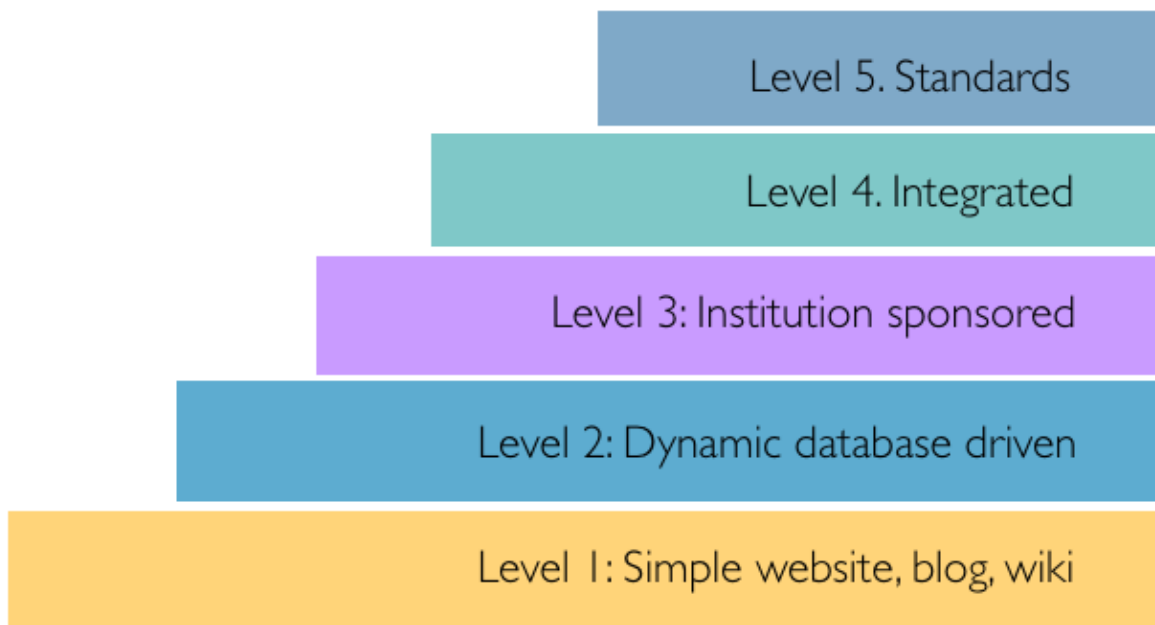 Level 5. Standards
Level 4. Integrated
Level 3: Institution sponsored
Level 2: Dynamic database driven
Level 1: Simple website, blog, wiki